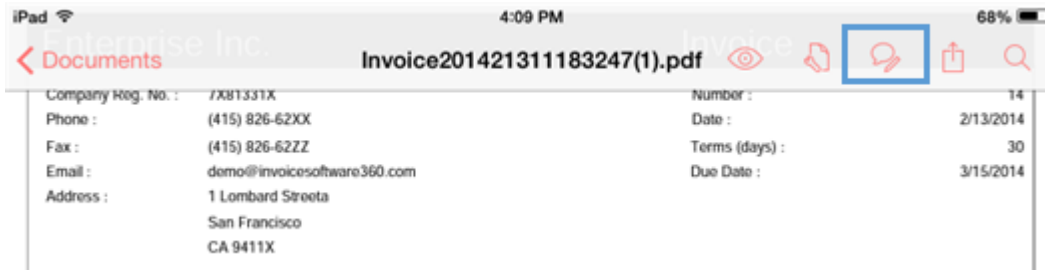 iPad 4:09 PM 68%
Enterprise Inc. Invoice
Documents Invoice201421311183247(1).pdf
Company Reg. No. : 7X81331X Number : 14
Phone : (415) 826-62XX Date : 2/13/2014
Fax : (415) 826-62ZZ Terms (days) : 30
Email : demo@invoicesoftware360.com Due Date : 3/15/2014
Address : 1 Lombard Streeta
San Francisco
CA 9411X